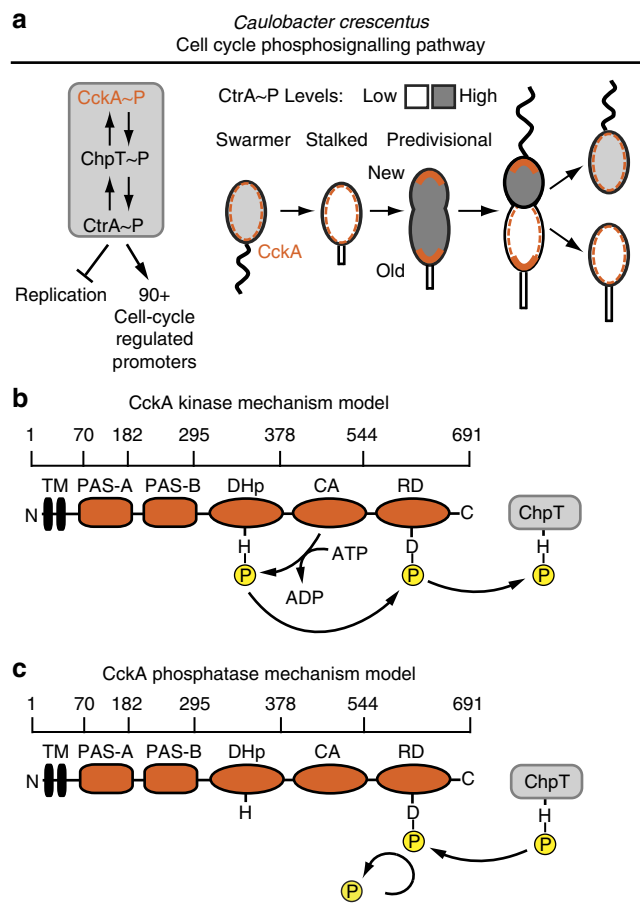 a
Caulobacter crescentus
Cell cycle phosphosignalling pathway
CckA~P
ChpT~P
CtrA~P
Replication
90+
Cell-cycle
regulated
promoters
CtrA~P Levels: Low High
Swarmer Stalked Predivisional
New
CckA
Old
b
CckA kinase mechanism model
1 70 182 295 378 544 691
TM PAS-A PAS-B DHp CA RD
N C ChpT
H D H
ATP
P P P
ADP
c
CckA phosphatase mechanism model
1 70 182 295 378 544 691
TM PAS-A PAS-B DHp CA RD
N C ChpT
H D H
P P
P